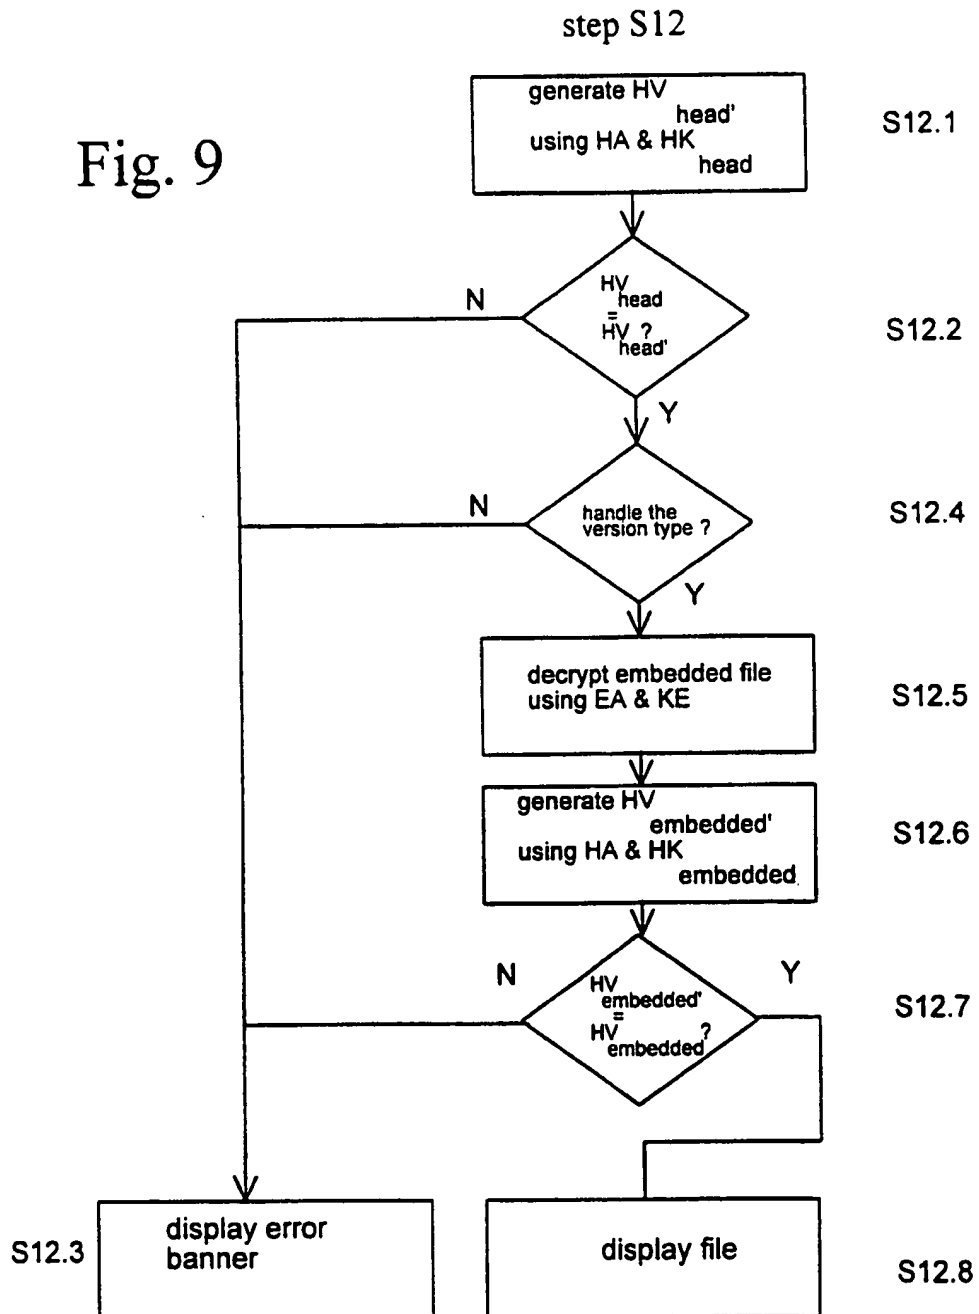 step S12
Fig. 9
generate HV
head'
using HA & HK
head
S12.1
HV
head
=
HV ?
head'
N
S12.2
Y
handle the
version type ?
N
S12.4
Y
decrypt embedded file
using EA & KE
S12.5
generate HV
embedded'
using HA & HK
embedded
S12.6
N
HV
embedded'
=
HV ?
embedded
Y
S12.7
S12.3
display error
banner
display file
S12.8